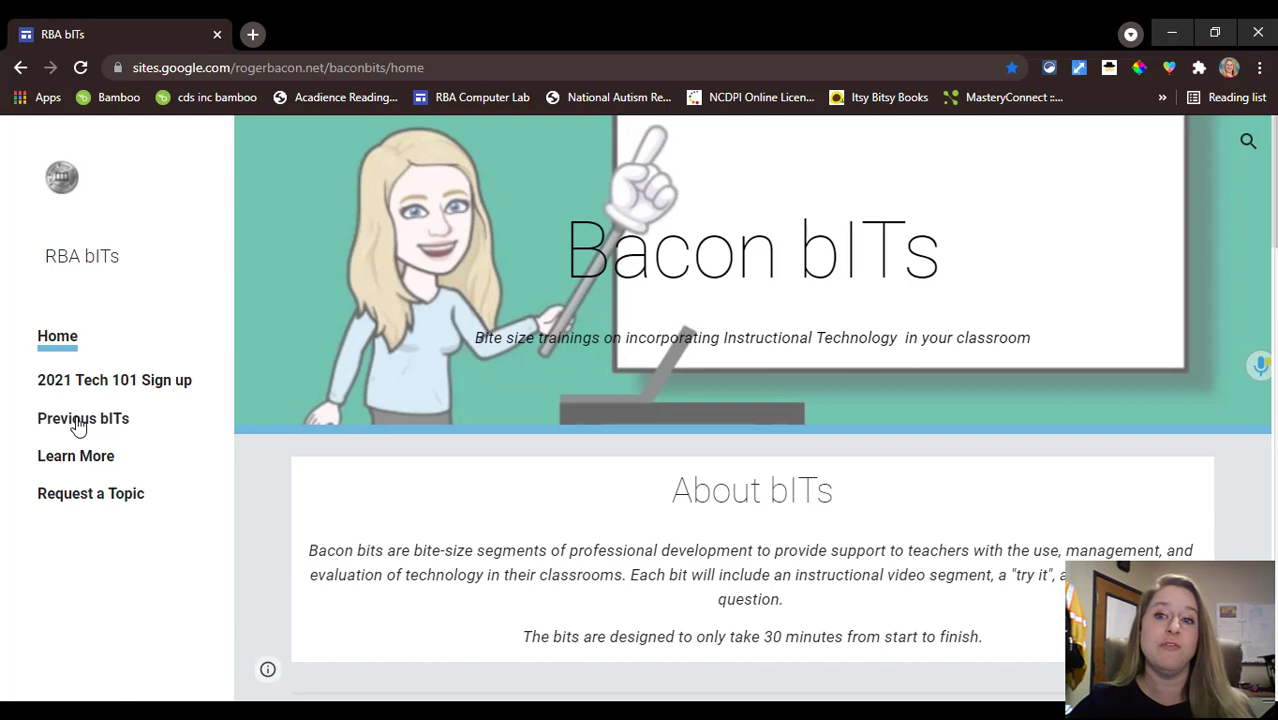 RBA bITs
sites.google.com/rogerbacon.net/baconbits/home
Apps Bamboo cds inc bamboo Acadience Reading... RBA Computer Lab National Autism Re... NCDPI Online Licen... Itsy Bitsy Books MasteryConnect ::... » Reading list
RBA bITs
Home
2021 Tech 101 Sign up
Previous bITs
Learn More
Request a Topic
Bacon bITs
Bite size trainings on incorporating Instructional Technology in your classroom
About bITs
Bacon bits are bite-size segments of professional development to provide support to teachers with the use, management, and
evaluation of technology in their classrooms. Each bit will include an instructional video segment, a "try it", a
question.
The bits are designed to only take 30 minutes from start to finish.